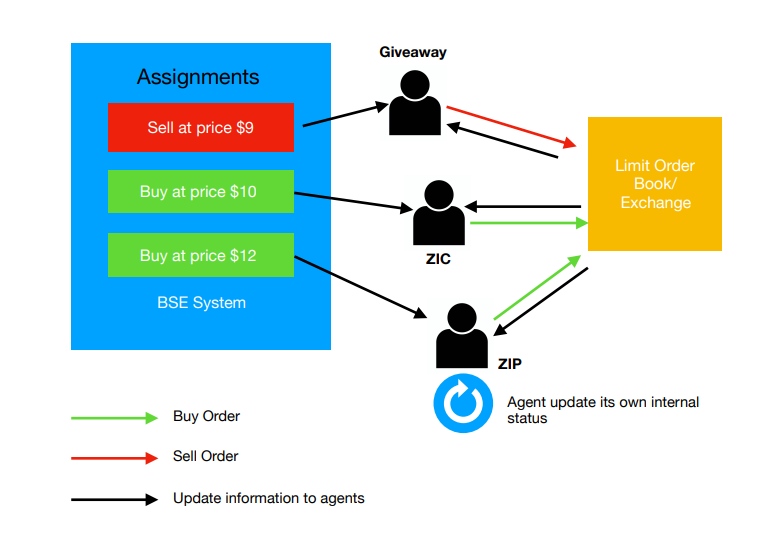 Giveaway
Assignments
Sell at price $9
Limit Order
Book/
Exchange
Buy at price $10
ZIC
Buy at price $12
BSE System
ZIP
Agent update its own internal
status
Buy Order
Sell Order
Update information to agents